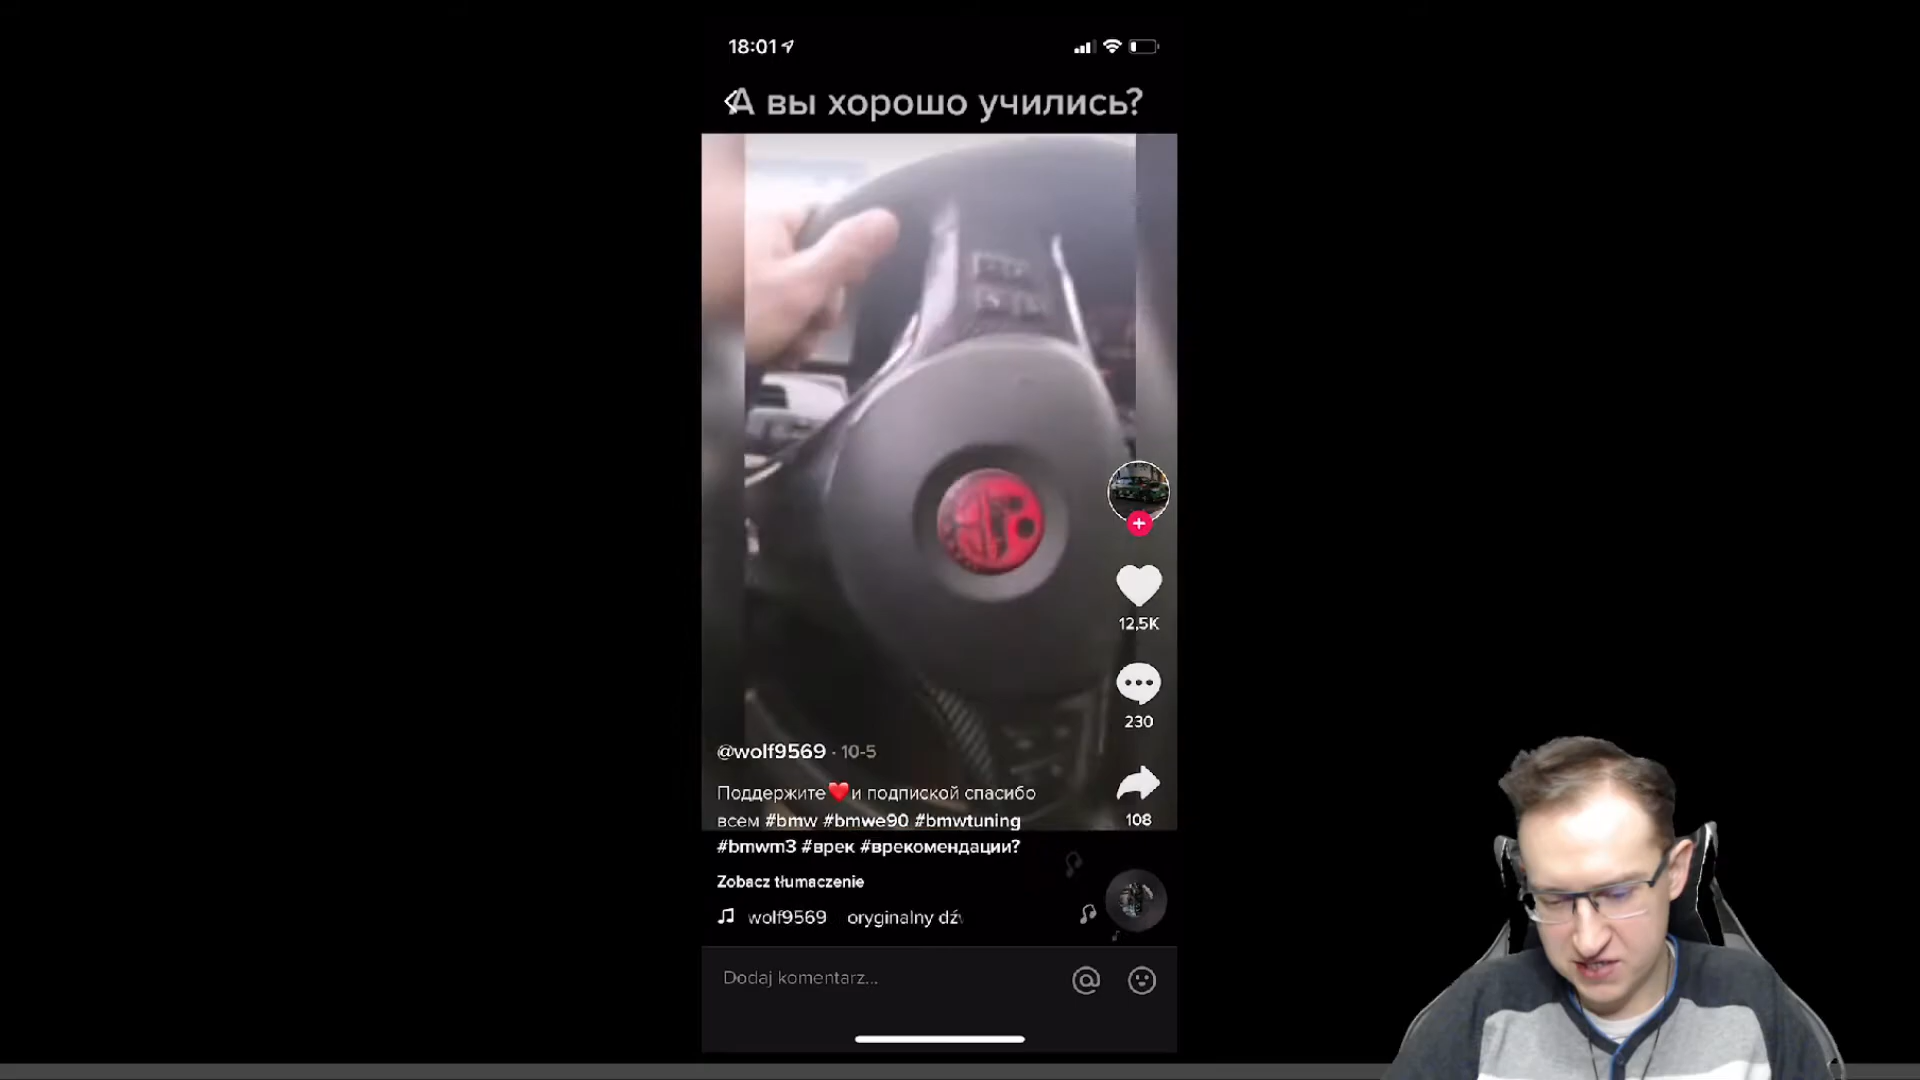 18:01
А вы хорошо учились?
12,5K
230
@wolf9569 · 10-5
Поддержите❤️и подпиской спасибо
всем #bmw #bmwe90 #bmwtuning
108
#bmwm3 #врек #врекомендации?
Zobacz tłumaczenie
wolf9569 oryginalny dź
Dodaj komentarz...